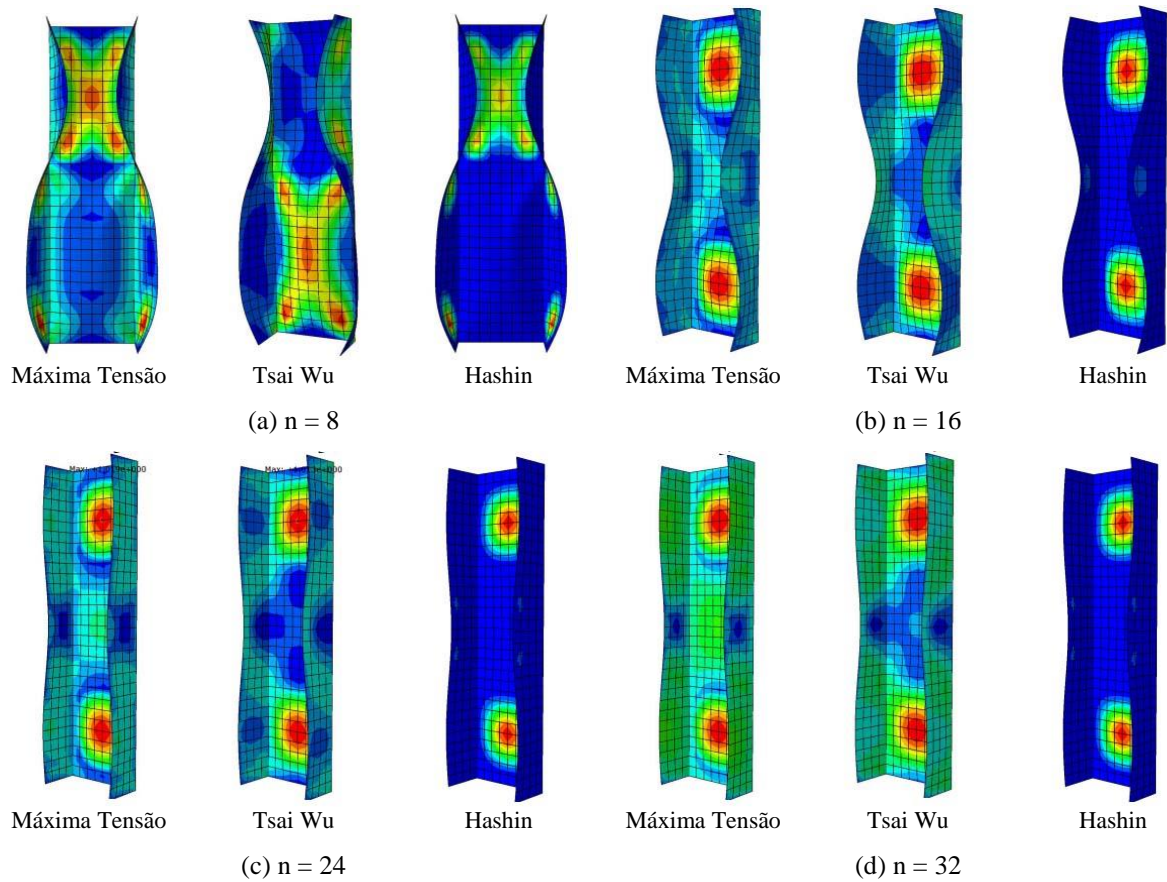 Máxima Tensão Tsai Wu Hashin Máxima Tensão Tsai Wu Hashin
(a) n = 8 (b) n = 16
Máxima Tensão Tsai Wu Hashin Máxima Tensão Tsai Wu Hashin
(c) n = 24 (d) n = 32